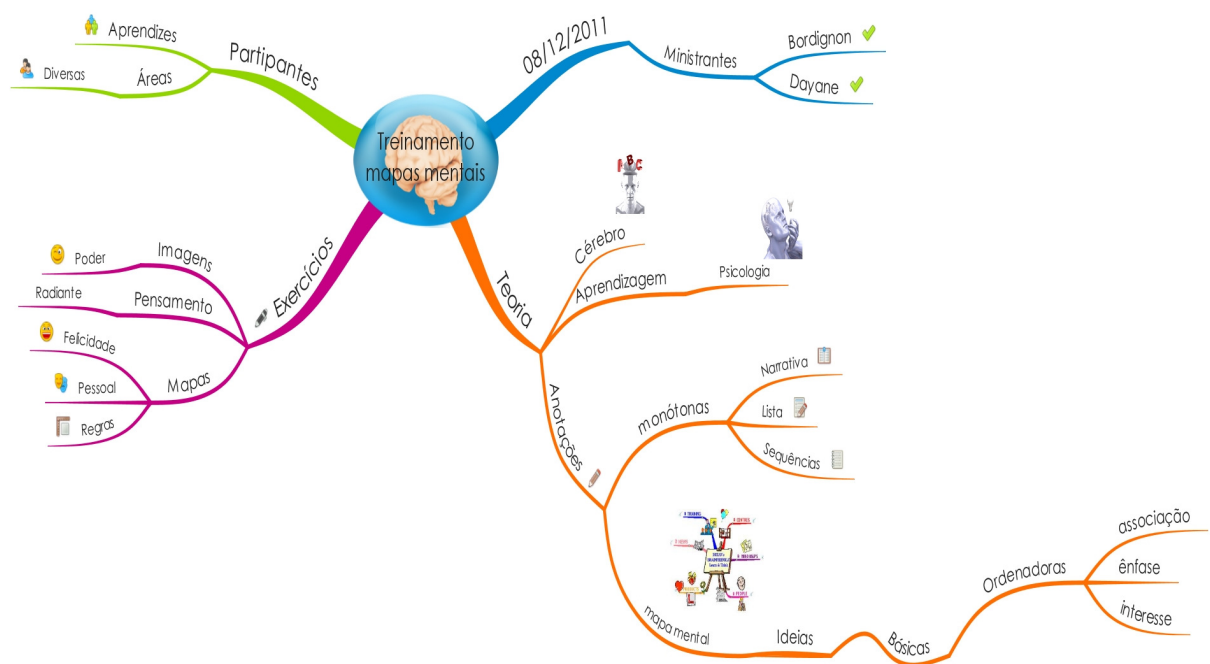 Treinamento
mapas mentais
08/12/2011
Ministrantes
Bordignon
Dayane
Partipantes
Aprendizes
Áreas
Diversas
Exercícios
Imagens
Poder
Pensamento
Radiante
Mapas
Felicidade
Pessoal
Regras
Teoria
Cérebro
Aprendizagem
Psicologia
Anotações
monótonas
Narrativa
Lista
Sequências
mapa mental
Ideias
Básicas
Ordenadoras
associação
ênfase
interesse